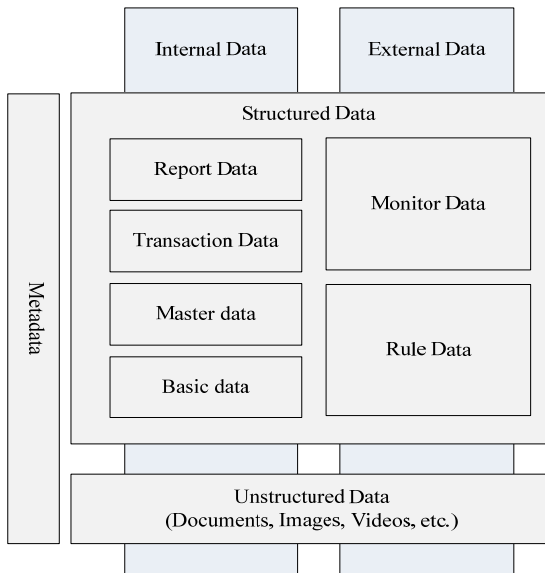 Internal Data
External Data
Structured Data
Report Data
Transaction Data
Master data
Basic data
Monitor Data
Rule Data
Metadata
Unstructured Data
(Documents, Images, Videos, etc.)